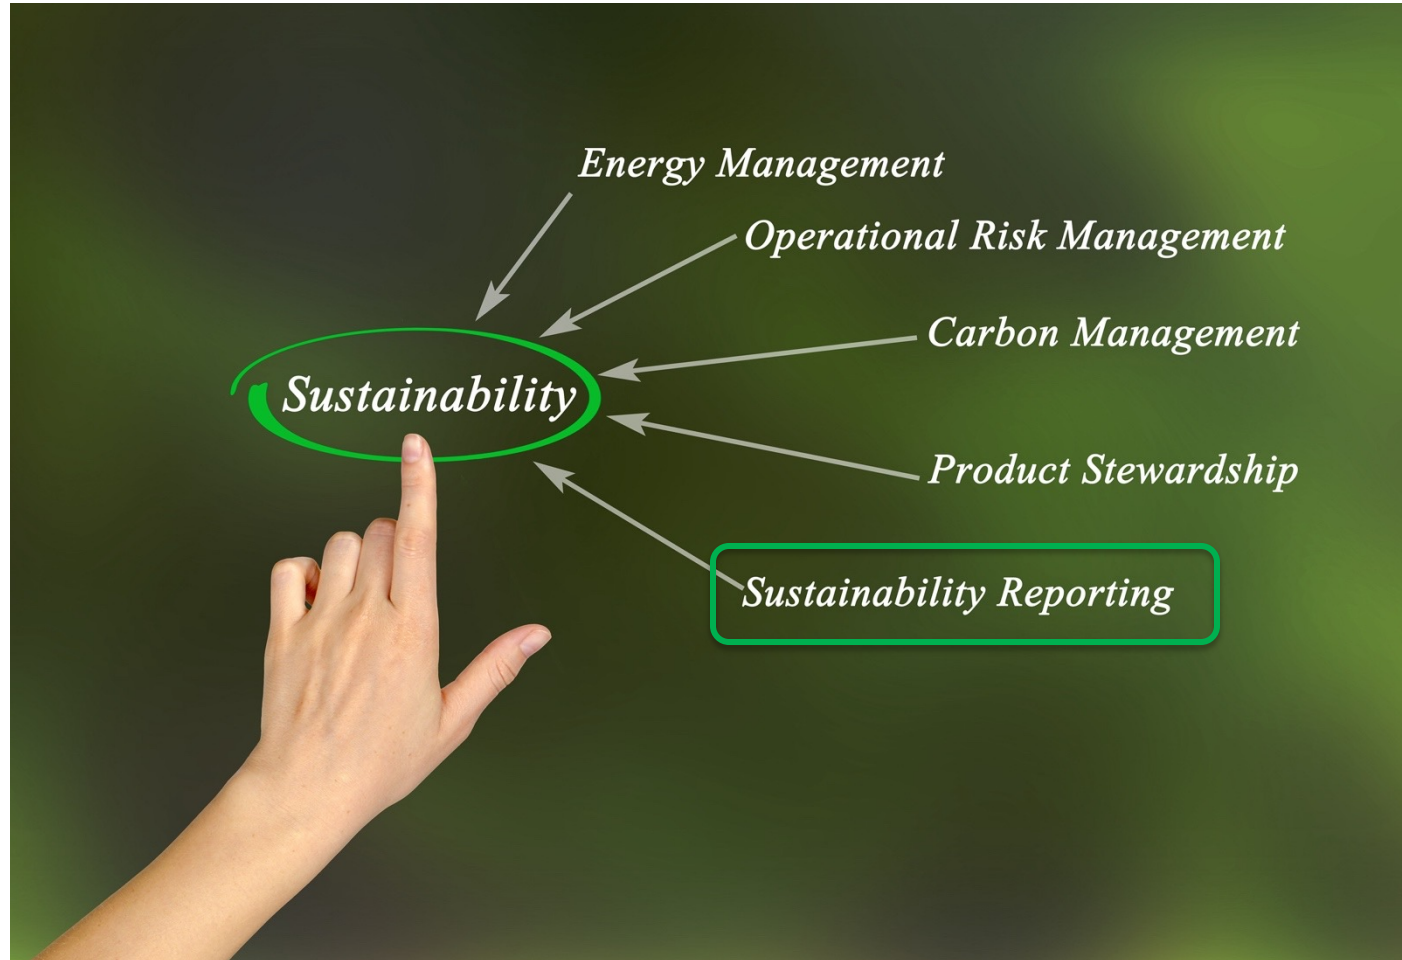 Energy Management
Operational Risk Management
Carbon Management
Sustainability
Product Stewardship
Sustainability Reporting